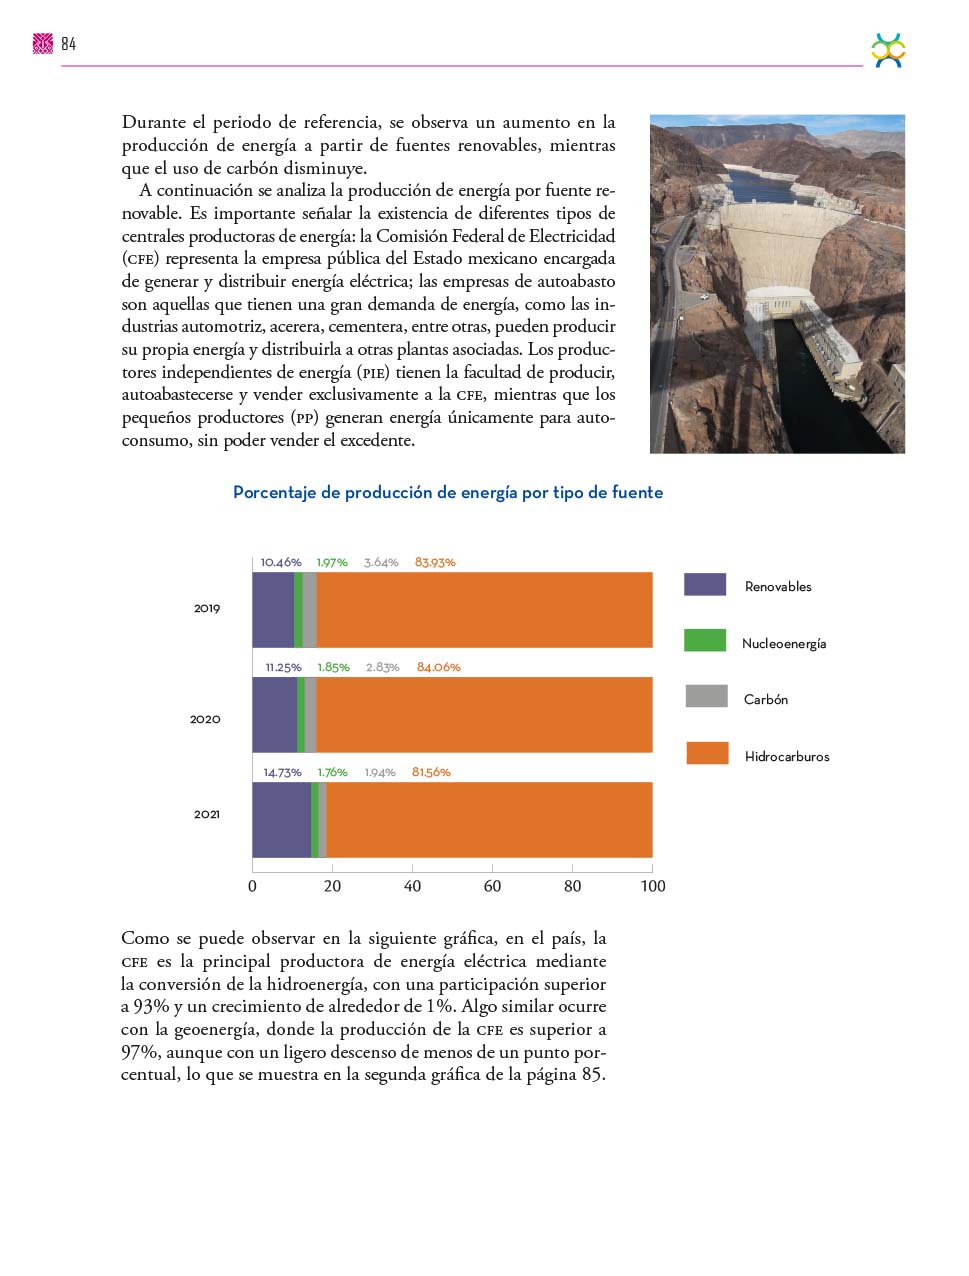 84
Durante el periodo de referencia, se observa un aumento en la
producción de energía a partir de fuentes renovables, mientras
que el uso de carbón disminuye.
A continuación se analiza la producción de energía por fuente re-
novable. Es importante señalar la existencia de diferentes tipos de
centrales productoras de energía: la Comisión Federal de Electricidad
(CFE) representa la empresa pública del Estado mexicano encargada
de generar y distribuir energía eléctrica; las empresas de autoabasto
son aquellas que tienen una gran demanda de energía, como las in-
dustrias automotriz, acerera, cementera, entre otras, pueden producir
su propia energía y distribuirla a otras plantas asociadas. Los produc-
tores independientes de energía (PIE) tienen la facultad de producir,
autoabastecerse y vender exclusivamente a la CFE, mientras que los
pequeños productores (PP) generan energía únicamente para auto-
consumo, sin poder vender el excedente.
Porcentaje de producción de energía por tipo de fuente
10.46% 1.97% 3.64% 83.93%
2019
11.25% 1.85% 2.83% 84.06%
2020
14.73% 1.76% 1.94% 81.56%
2021
0 20 40 60 80 100
Renovables
Nucleoenergía
Carbón
Hidrocarburos
Como se puede observar en la siguiente gráfica, en el país, la
CFE es la principal productora de energía eléctrica mediante
la conversión de la hidroenergía, con una participación superior
a 93% y un crecimiento de alrededor de 1%. Algo similar ocurre
con la geoenergía, donde la producción de la CFE es superior a
97%, aunque con un ligero descenso de menos de un punto por-
centual, lo que se muestra en la segunda gráfica de la página 85.